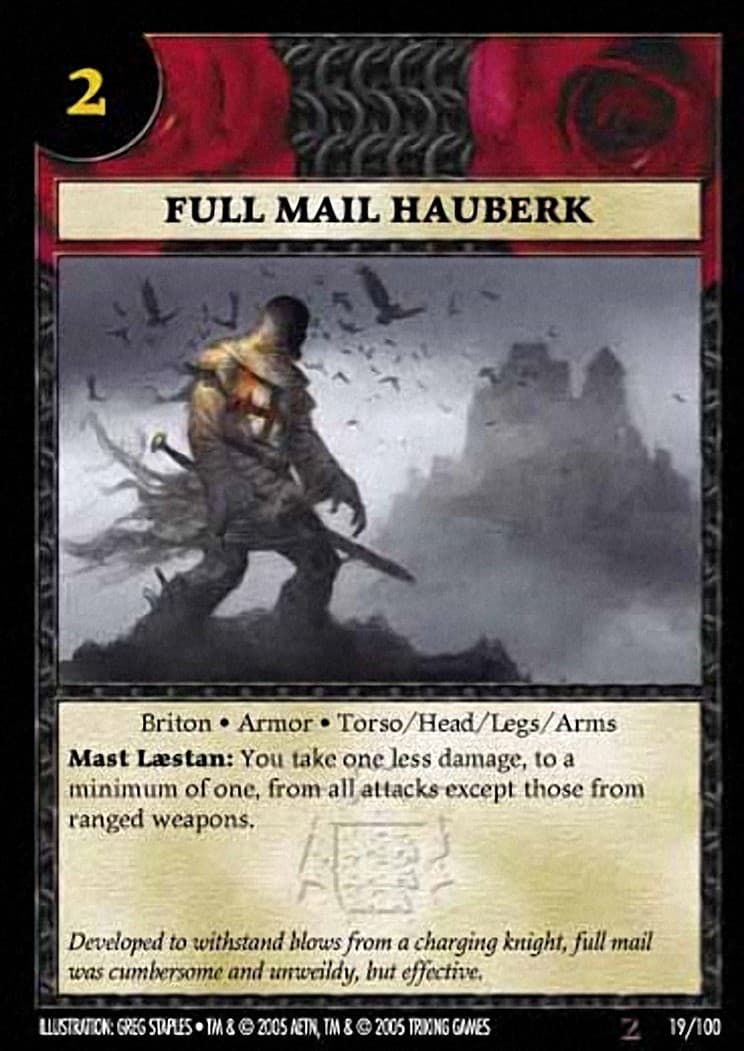 2
FULL MAIL HAUBERK
Briton • Armor • Torso/Head/Legs/Arms
Mast Læstan: You take one less damage, to a
minimum of one, from all attacks except those from
ranged weapons.
Developed to withstand blows from a charging knight, full mail
was cumbersome and unweildy, but effective.
ILLUSTRATION: GREG STAPLES • TM & © 2005 AETN, TM & © 2005 TRIKING GAMES
2 19/100